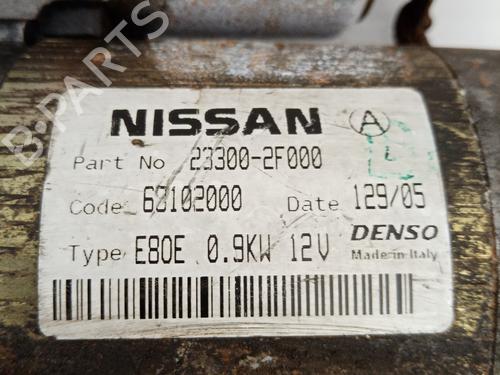 NISSAN A
Part No 23300-2F000
Code 63102000 Date 129/05
Type E80E 0.9KW 12V DENSO
Made in Italy
B-PARTS